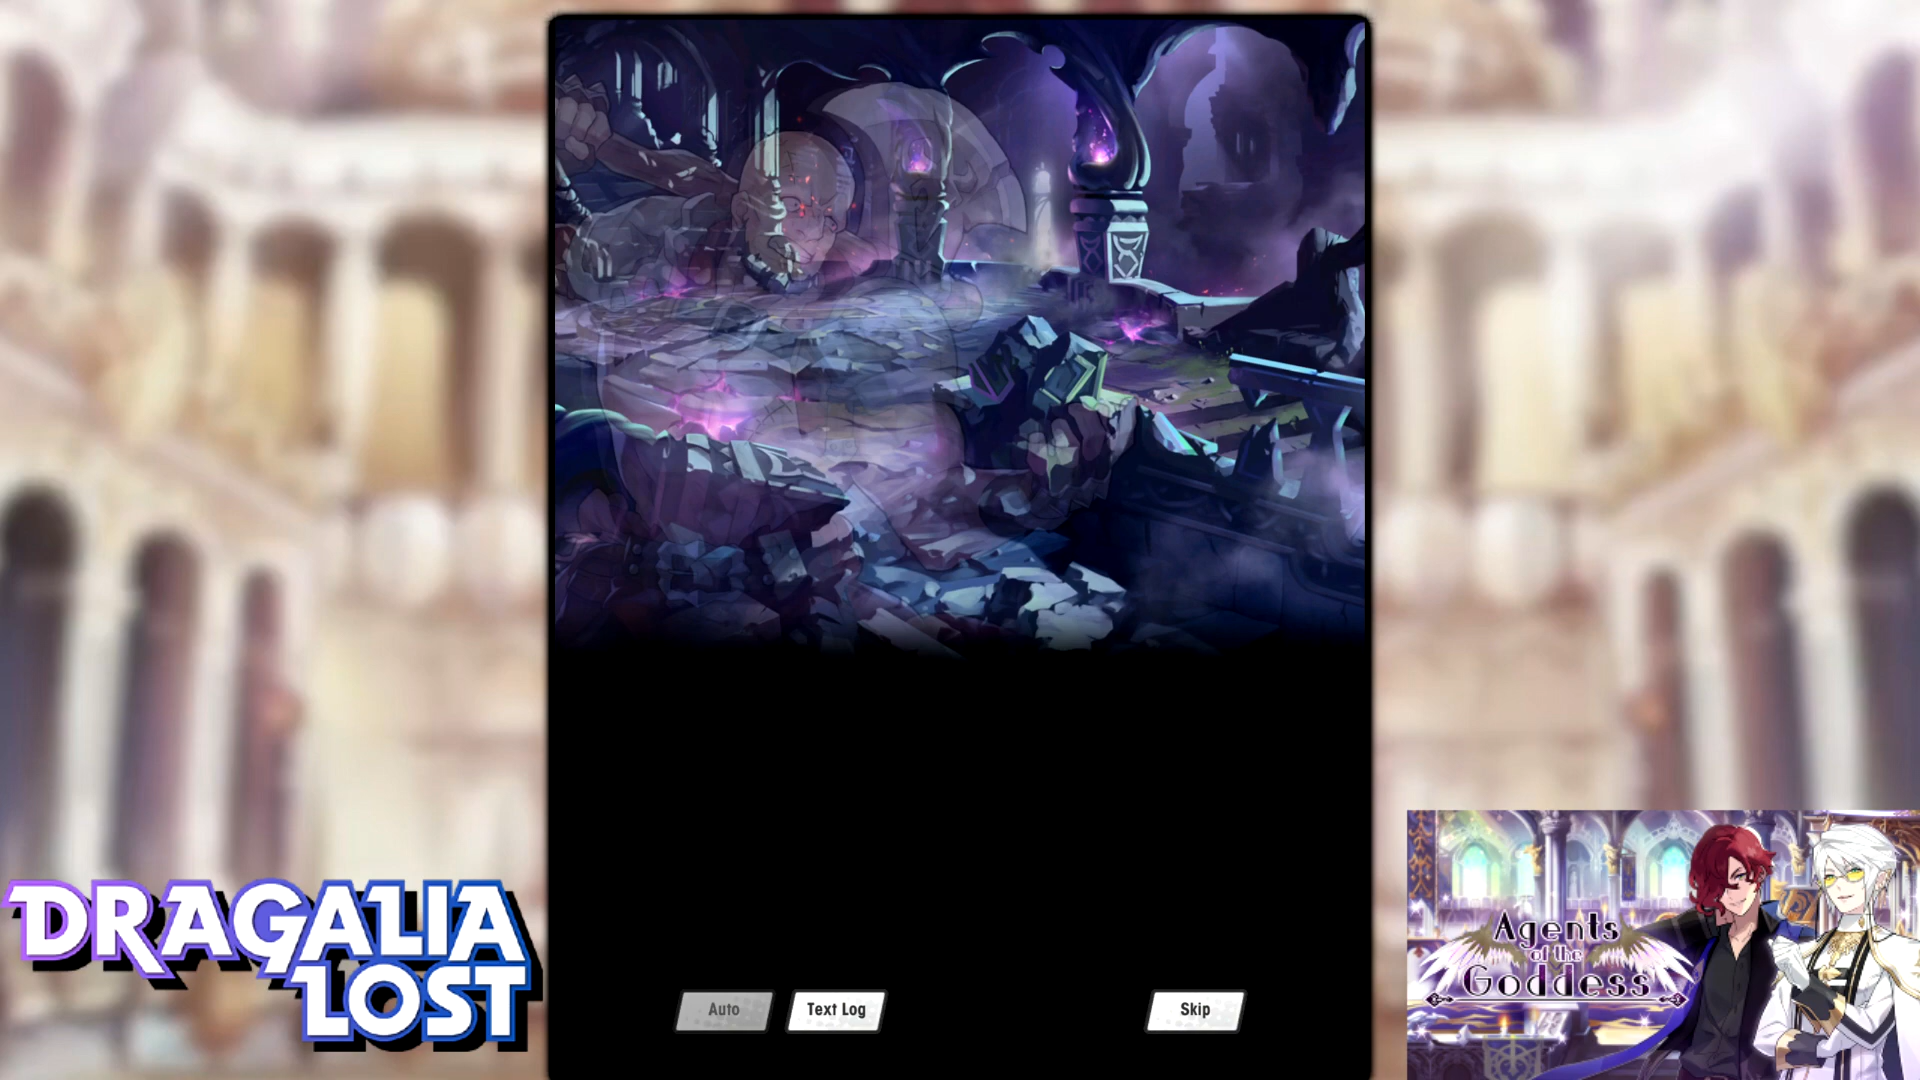 DRAGALIA
LOST
Auto
Text Log
Skip
Agents
of the
Goddess